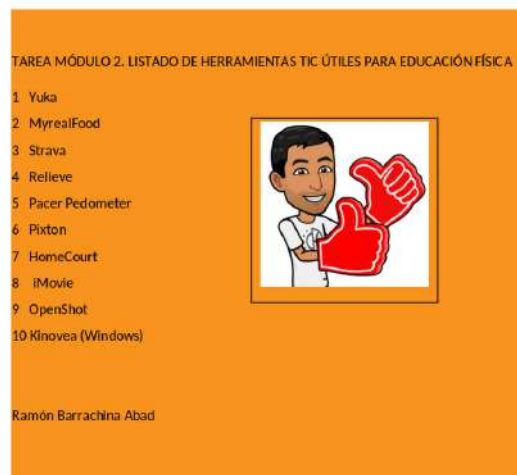 TAREA MÓDULO 2. LISTADO DE HERRAMIENTAS TIC ÚTILES PARA EDUCACIÓN FÍSICA
1 Yuka
2 MyrealFood
3 Strava
4 Relieve
5 Pacer Pedometer
6 Pixton
7 HomeCourt
8 iMovie
9 OpenShot
10 Kinovea (Windows)
Ramón Barrachina Abad